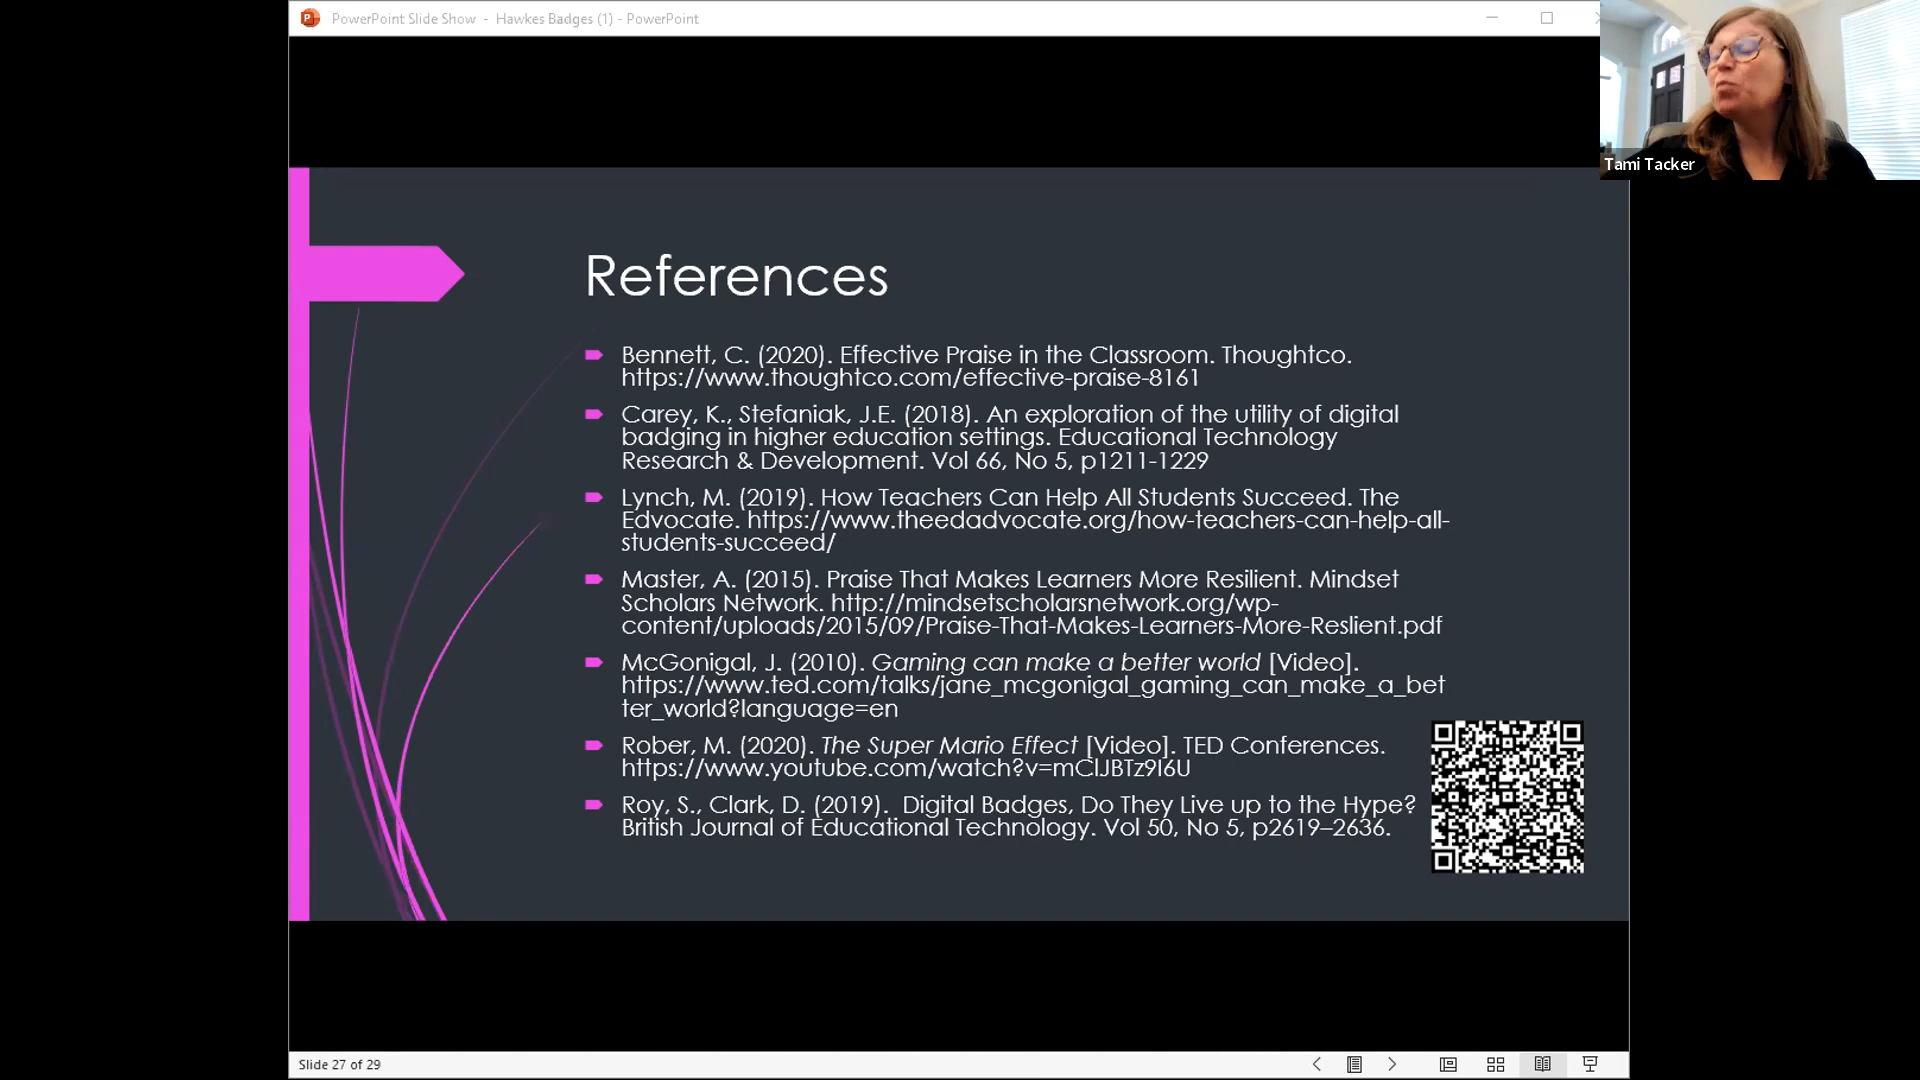 PowerPoint Slide Show - Hawkes Badges (1) - PowerPoint
Tami Tacker
References
Bennett, C. (2020). Effective Praise in the Classroom. Thoughtco.
https://www.thoughtco.com/effective-praise-8161
Carey, K., Stefaniak, J.E. (2018). An exploration of the utility of digital
badging in higher education settings. Educational Technology
Research & Development. Vol 66, No 5, p1211-1229
Lynch, M. (2019). How Teachers Can Help All Students Succeed. The
Edvocate. https://www.theedadvocate.org/how-teachers-can-help-all-
students-succeed/
Master, A. (2015). Praise That Makes Learners More Resilient. Mindset
Scholars Network. http://mindsetscholarsnetwork.org/wp-
content/uploads/2015/09/Praise-That-Makes-Learners-More-Reslient.pdf
McGonigal, J. (2010). Gaming can make a better world [Video].
https://www.ted.com/talks/jane_mcgonigal_gaming_can_make_a_bet
ter_world?language=en
Rober, M. (2020). The Super Mario Effect [Video]. TED Conferences.
https://www.youtube.com/watch?v=mClJBTz9I6U
Roy, S., Clark, D. (2019). Digital Badges, Do They Live up to the Hype?
British Journal of Educational Technology. Vol 50, No 5, p2619–2636.
Slide 27 of 29